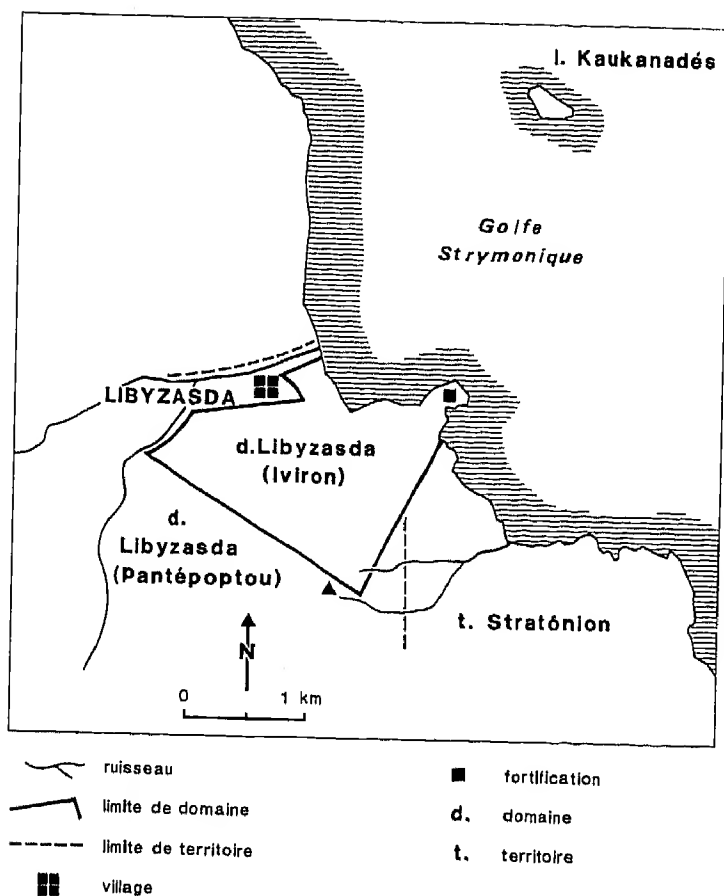 I. Kaukanadés
Golfe
Strymonique
LIBYZASDA
d.Libyzasda
(Iviron)
d.
Libyzasda
(Pantépoptou)
t. Stratónion
N
0 1 km
ruisseau
limite de domaine
limite de territoire
village
fortification
d. domaine
t. territoire